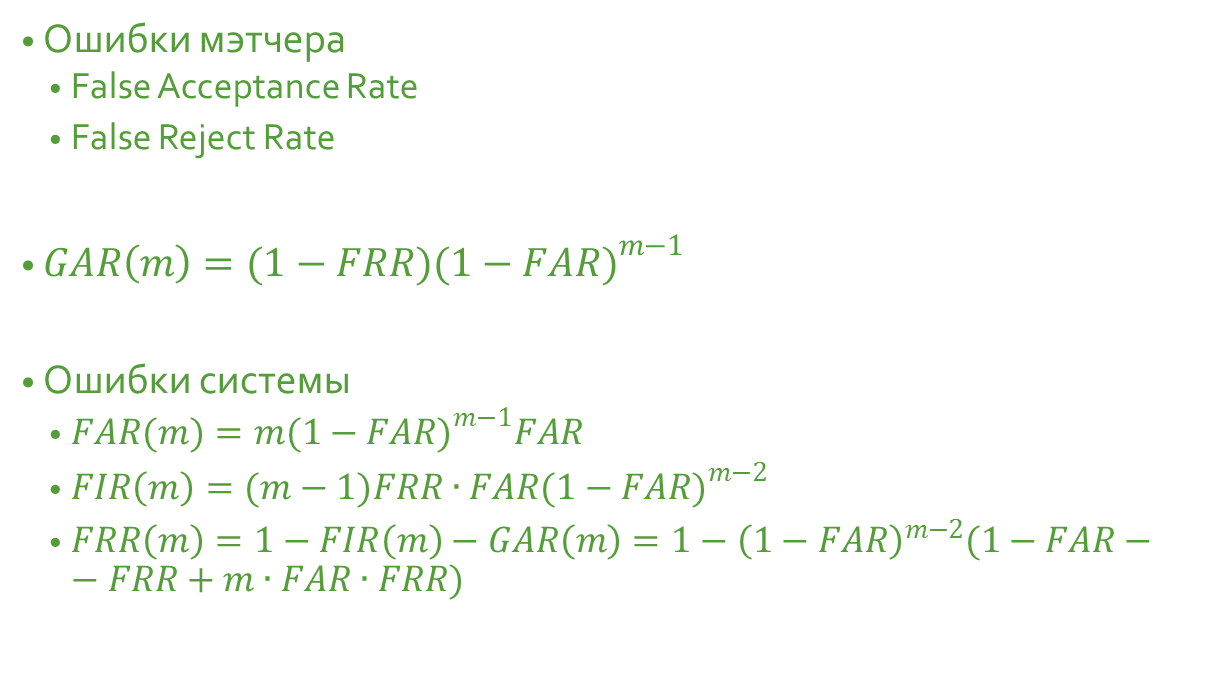 • Ошибки мэтчера
• False Acceptance Rate
• False Reject Rate
• GAR(m) = (1 − FRR)(1 − FAR)^{m−1}
• Ошибки системы
• FAR(m) = m(1 − FAR)^{m−1}FAR
• FIR(m) = (m − 1)FRR · FAR(1 − FAR)^{m−2}
• FRR(m) = 1 − FIR(m) − GAR(m) = 1 − (1 − FAR)^{m−2}(1 − FAR −
− FRR + m · FAR · FRR)